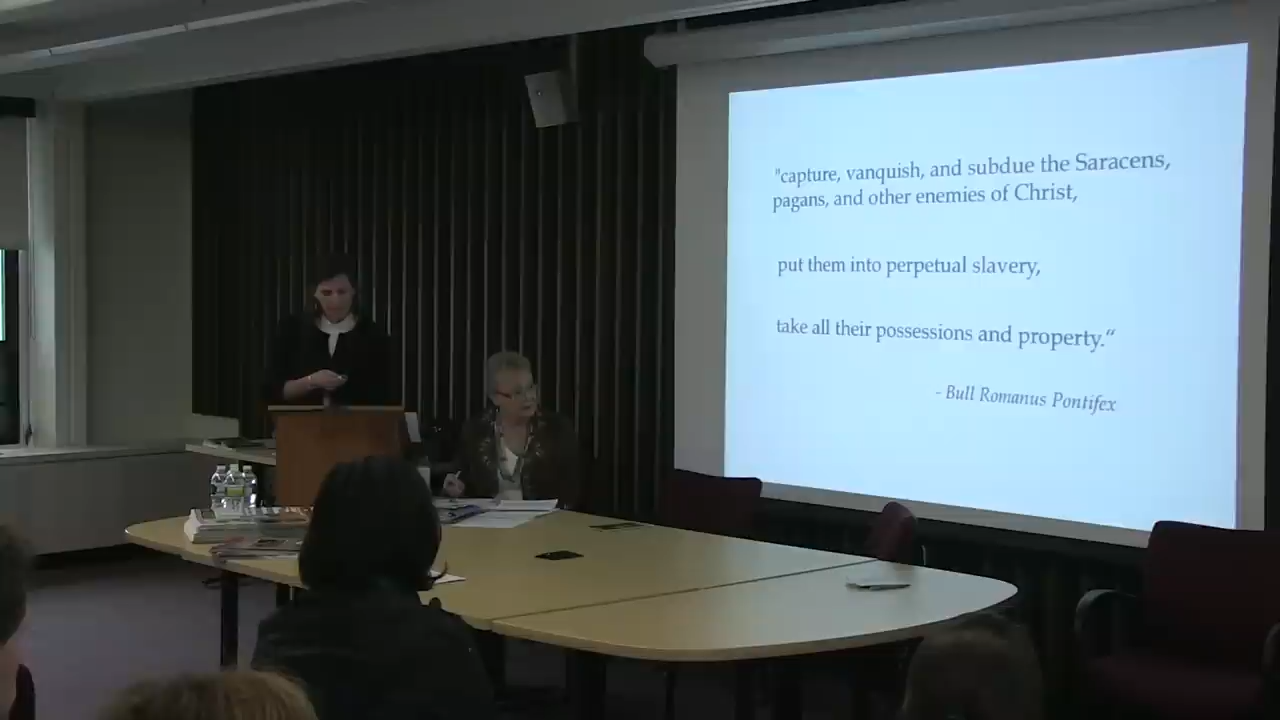 "capture, vanquish, and subdue the Saracens,
pagans, and other enemies of Christ,
put them into perpetual slavery,
take all their possessions and property.“
- Bull Romanus Pontifex